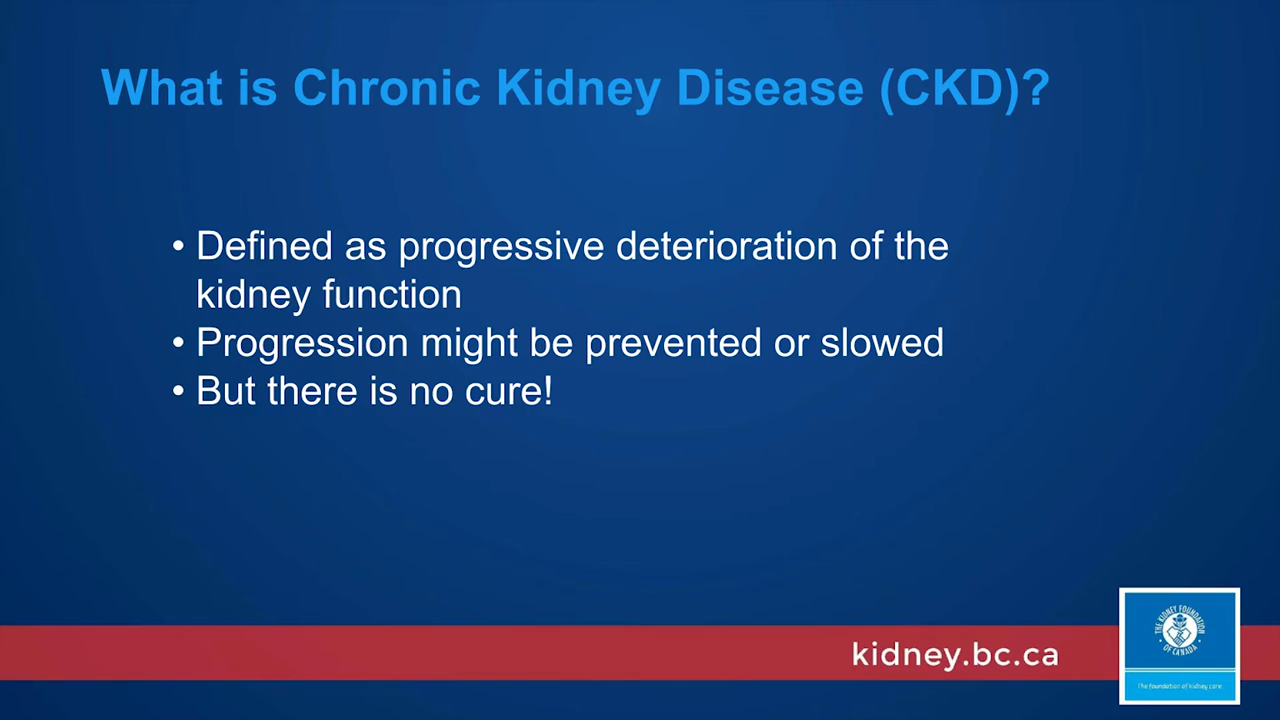 What is Chronic Kidney Disease (CKD)?
• Defined as progressive deterioration of the
kidney function
• Progression might be prevented or slowed
• But there is no cure!
kidney.bc.ca
THE KIDNEY FOUNDATION
OF CANADA
The foundation of kidney care.